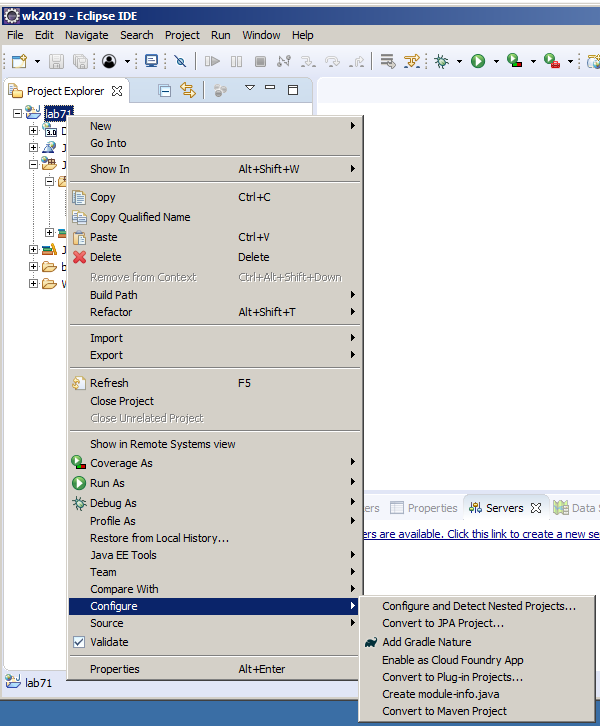 wk2019 - Eclipse IDE
File Edit Navigate Search Project Run Window Help
Project Explorer
lab71
3.0
New
Go Into
Show In Alt+Shift+W
Copy Ctrl+C
Copy Qualified Name
Paste Ctrl+V
Delete Delete
Remove from Context Ctrl+Alt+Shift+Down
Build Path
Refactor Alt+Shift+T
Import
Export
Refresh F5
Close Project
Close Unrelated Project
Show in Remote Systems view
Coverage As
Run As
Debug As
Profile As
Restore from Local History...
Java EE Tools
Team
Compare With
Configure
Source
Validate
Properties Alt+Enter
ers Properties Servers Data S
ers are available. Click this link to create a new se
Configure and Detect Nested Projects...
Convert to JPA Project...
Add Gradle Nature
Enable as Cloud Foundry App
Convert to Plug-in Projects...
Create module-info.java
Convert to Maven Project
lab71